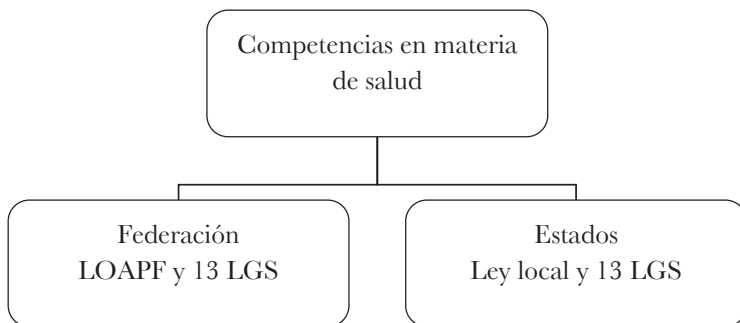 Competencias en materia
de salud
Federación
LOAPF y 13 LGS
Estados
Ley local y 13 LGS